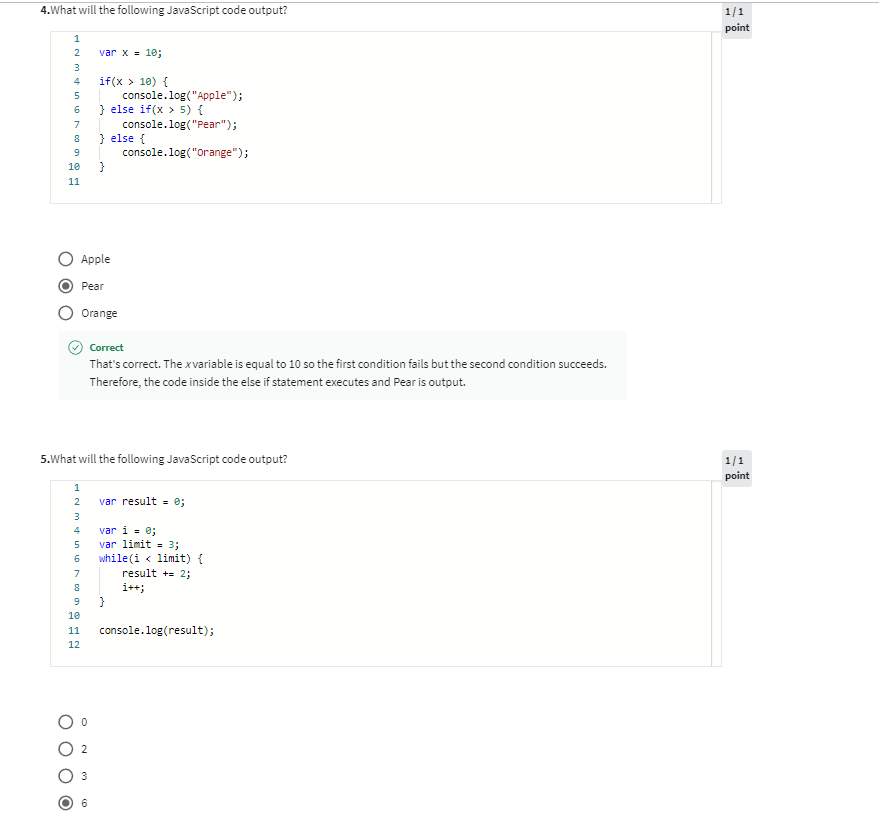 4.What will the following JavaScript code output?
1/1
point
1
2 var x = 10;
3
4 if(x > 10) {
5 console.log("Apple");
6 } else if(x > 5) {
7 console.log("Pear");
8 } else {
9 console.log("Orange");
10 }
11
Apple
Pear
Orange
Correct
That's correct. The x variable is equal to 10 so the first condition fails but the second condition succeeds.
Therefore, the code inside the else if statement executes and Pear is output.
5.What will the following JavaScript code output?
1/1
point
1
2 var result = 0;
3
4 var i = 0;
5 var limit = 3;
6 while(i < limit) {
7 result += 2;
8 i++;
9 }
10
11 console.log(result);
12
0
2
3
6